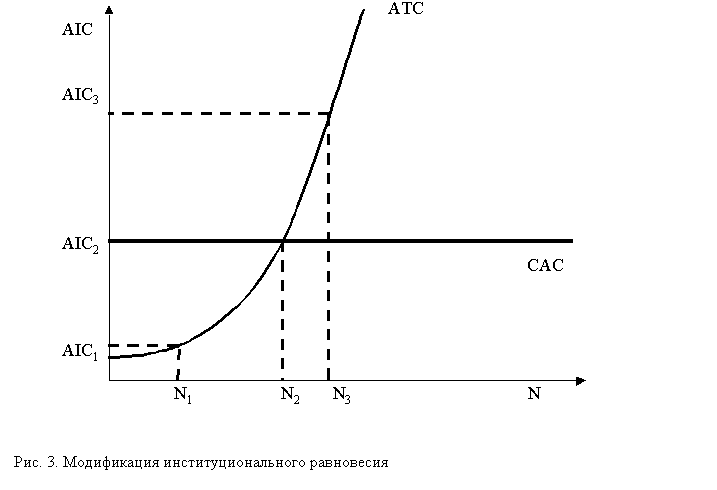 ATC
AIC
AIC3
AIC2
CAC
AIC1
N1
N2
N3
N
Рис. 3. Модификация институционального равновесия